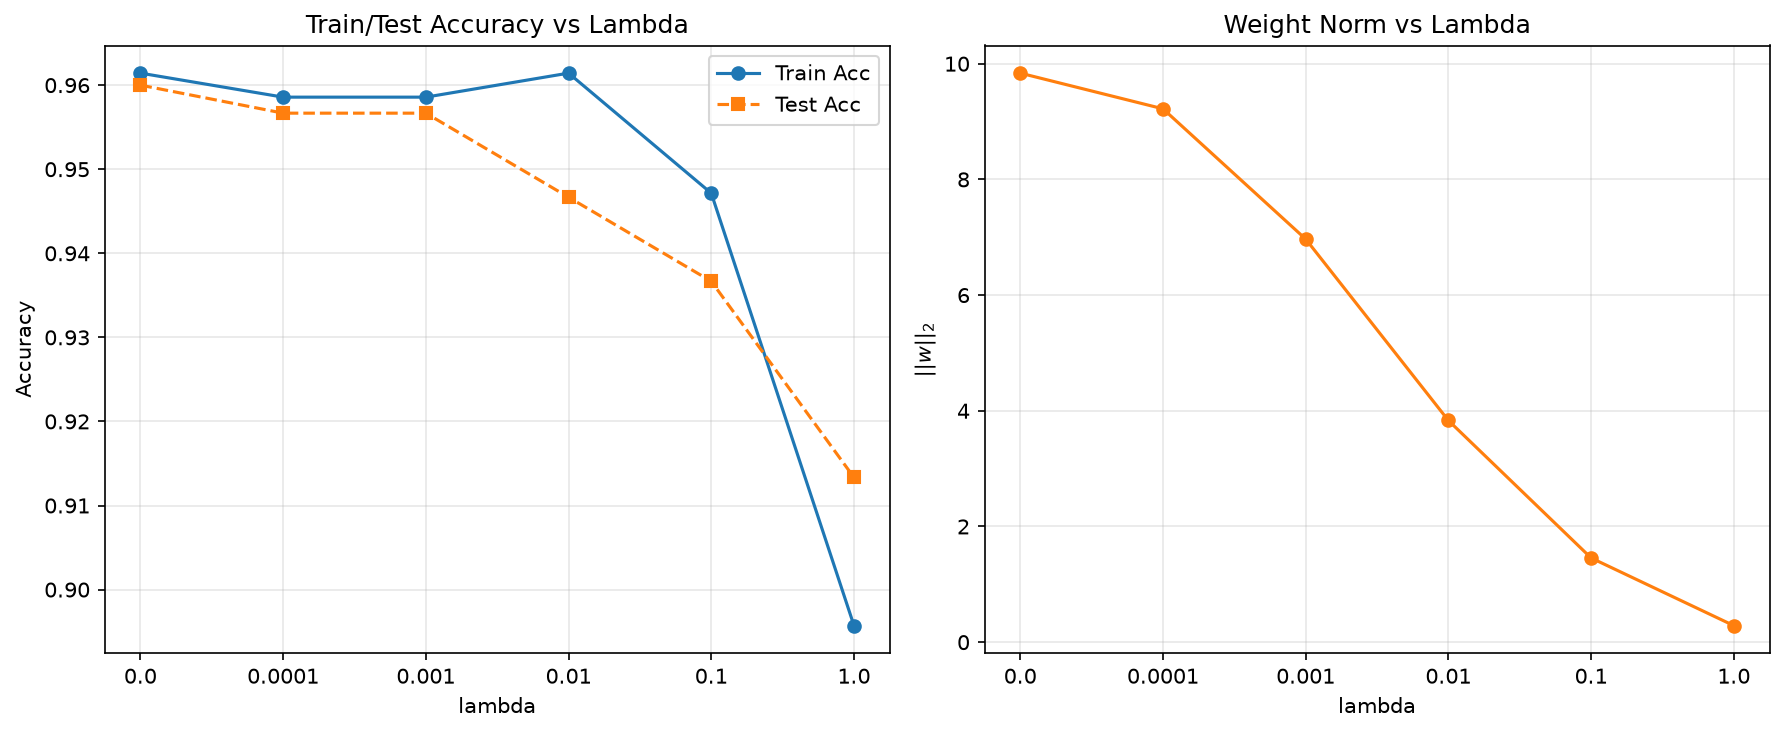 Train/Test Accuracy vs Lambda
Train Acc
Test Acc
0.96
0.95
0.94
0.93
0.92
0.91
0.90
Accuracy
0.0 0.0001 0.001 0.01 0.1 1.0
lambda
Weight Norm vs Lambda
10
8
6
4
2
0
||w||₂
0.0 0.0001 0.001 0.01 0.1 1.0
lambda